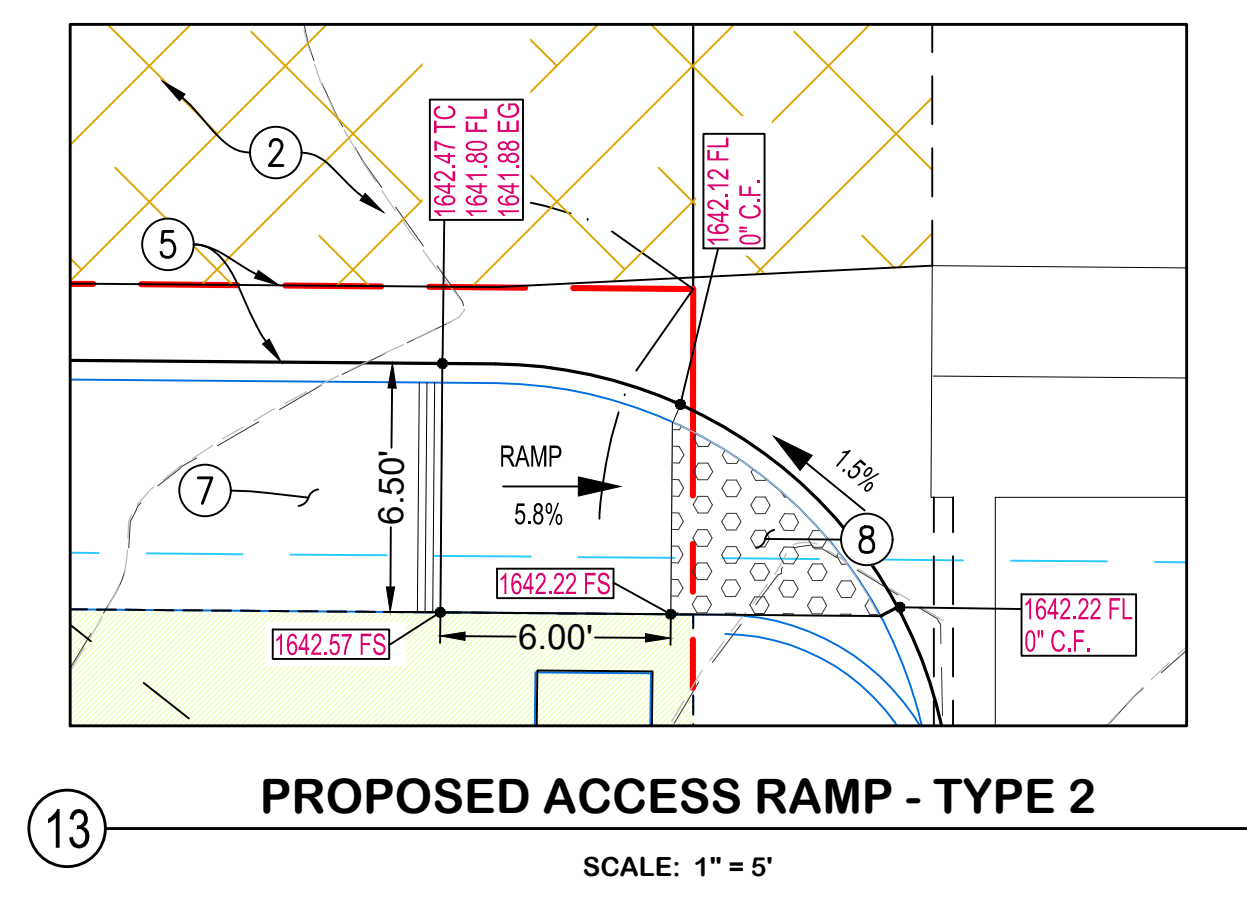 1642.47 TC
1641.80 FL
1641.88 EG
1642.12 FL
0" C.F.
2
5
RAMP
5.8%
1.5%
7
6.50'
8
1642.22 FS
1642.22 FL
0" C.F.
1642.57 FS
6.00'
13
PROPOSED ACCESS RAMP - TYPE 2
SCALE: 1" = 5'